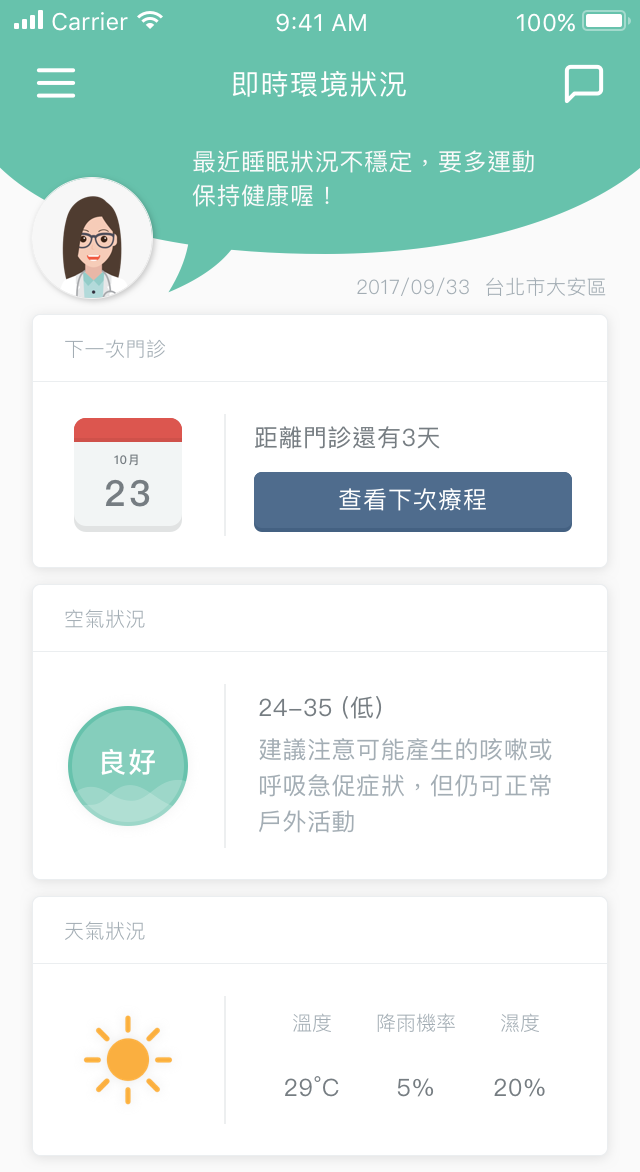 Carrier 9:41 AM 100%
即時環境狀況
最近睡眠狀況不穩定，要多運動
保持健康喔！
2017/09/33 台北市大安區
下一次門診
10月
23
距離門診還有3天
查看下次療程
空氣狀況
良好
24–35 (低)
建議注意可能產生的咳嗽或
呼吸急促症狀，但仍可正常
戶外活動
天氣狀況
溫度 降雨機率 濕度
29°C 5% 20%